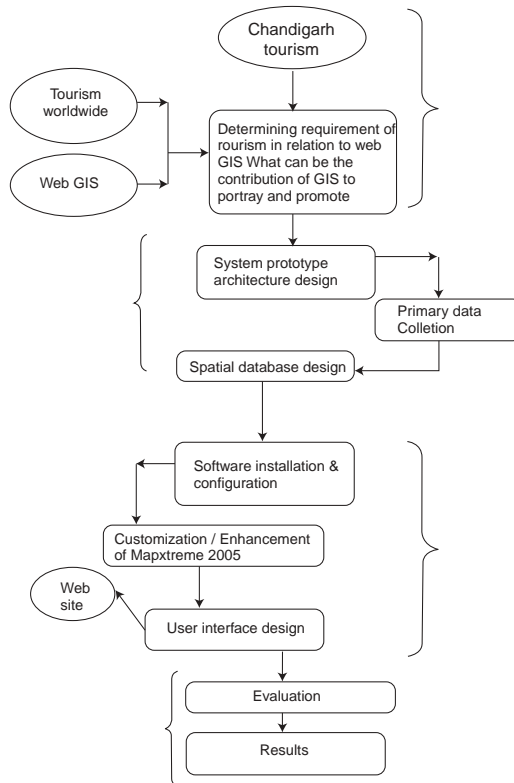 Chandigarh
tourism
Tourism
worldwide
Web GIS
Determining requirement of
rourism in relation to web
GIS What can be the
contribution of GIS to
portray and promote
System prototype
architecture design
Primary data
Colletion
Spatial database design
Software installation &
configuration
Customization / Enhancement
of Mapxtreme 2005
Web
site
User interface design
Evaluation
Results